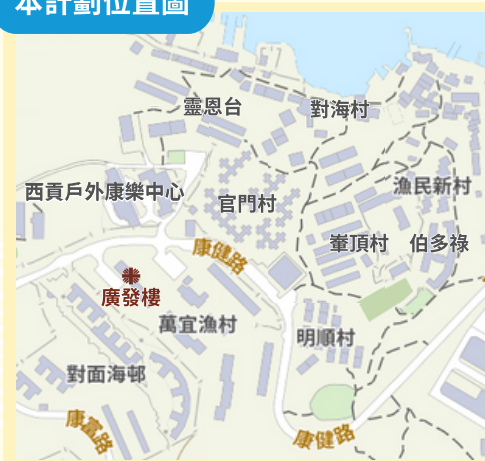 本計劃位置圖
靈恩台
對海村
西貢戶外康樂中心
官門村
漁民新村
輋頂村
伯多祿
康健路
廣發樓
萬宜漁村
明順村
對面海邨
康富路
康健路